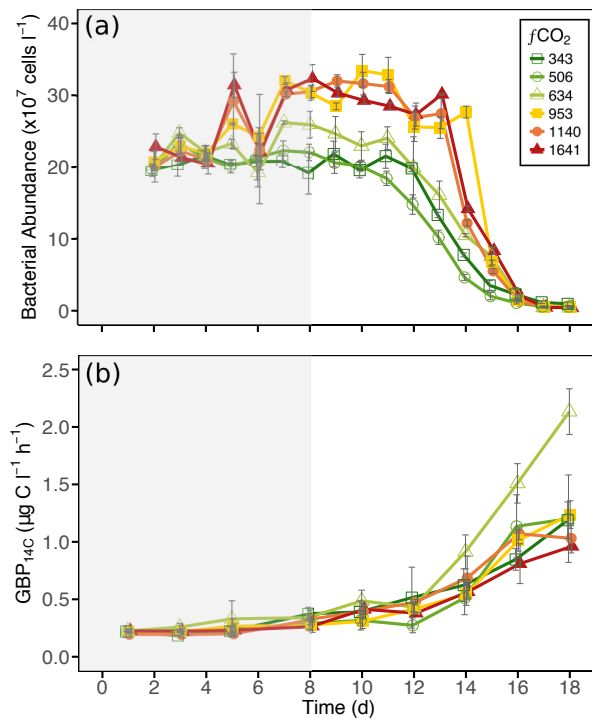 (a)
Bacterial Abundance (x10⁷ cells l⁻¹)
40
30
20
10
0
fCO₂
343
506
634
953
1140
1641
(b)
GBP₁₄C (µg C l⁻¹ h⁻¹)
2.5
2.0
1.5
1.0
0.5
0.0
0 2 4 6 8 10 12 14 16 18
Time (d)